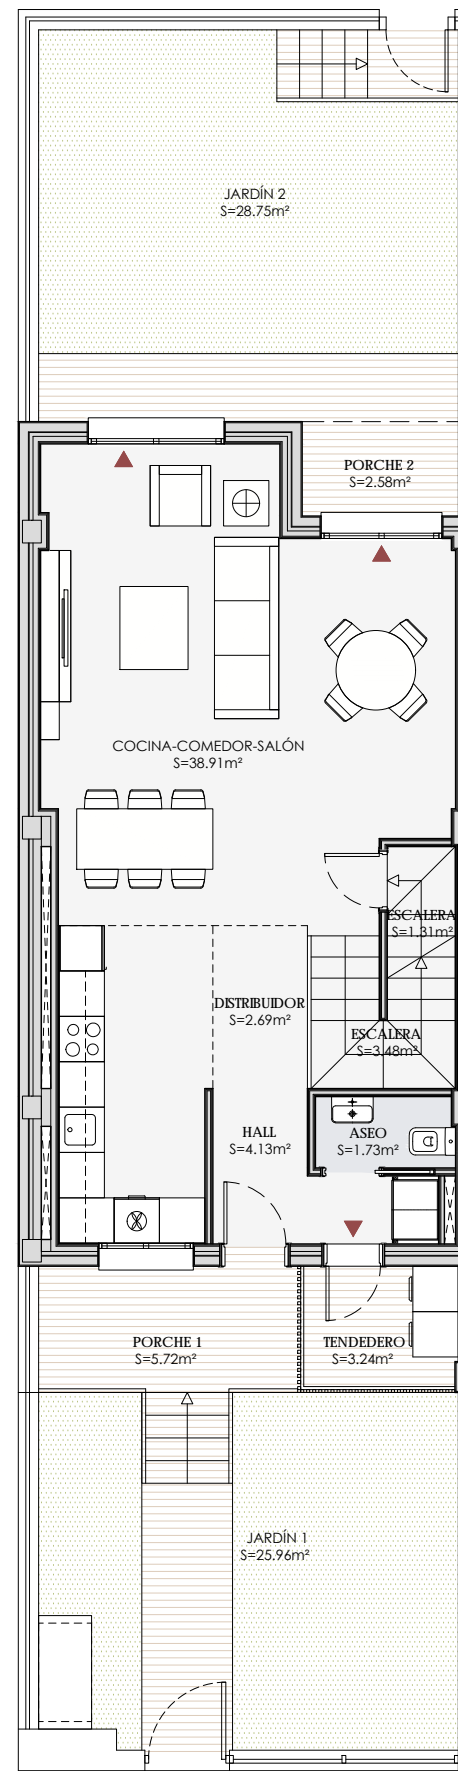 JARDÍN 2
S=28.75m²
PORCHE 2
S=2.58m²
COCINA-COMEDOR-SALÓN
S=38.91m²
ESCALERA
S=1.31m²
DISTRIBUIDOR
S=2.69m²
ESCALERA
S=3.48m²
HALL
S=4.13m²
ASEO
S=1.73m²
PORCHE 1
S=5.72m²
TENDEDERO
S=3.24m²
JARDÍN 1
S=25.96m²